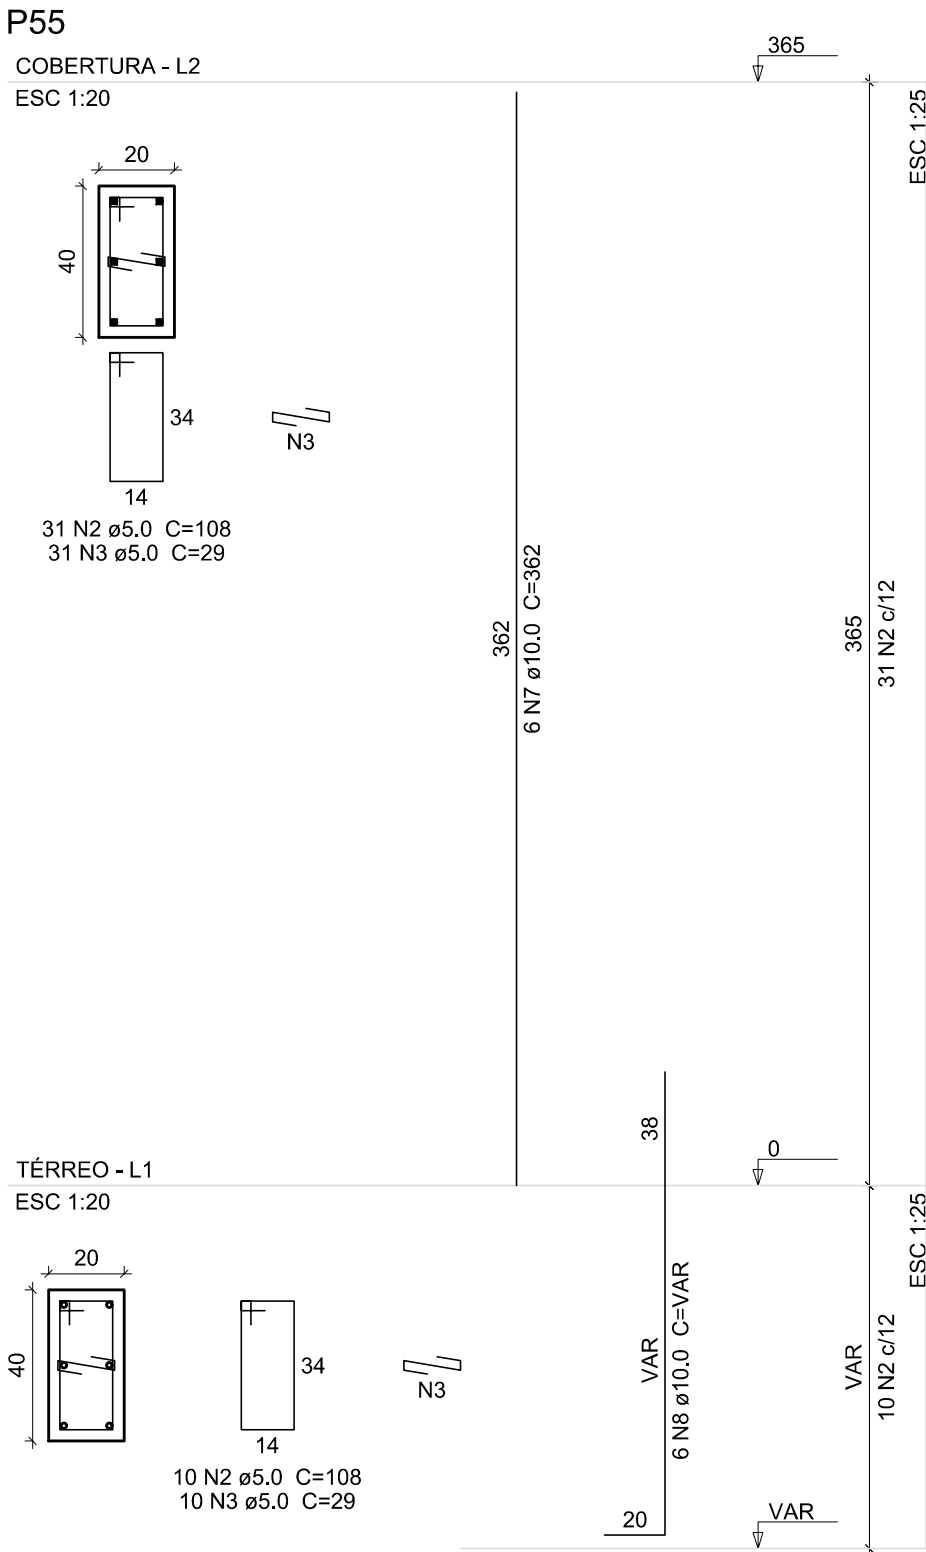 P55
COBERTURA - L2
ESC 1:20
365
ESC 1:25
20
40
34
14
N3
31 N2 ø5.0 C=108
31 N3 ø5.0 C=29
362
6 N7 ø10.0 C=362
365
31 N2 c/12
38
TÉRREO - L1
ESC 1:20
0
ESC 1:25
20
40
34
14
N3
10 N2 ø5.0 C=108
10 N3 ø5.0 C=29
VAR
6 N8 ø10.0 C=VAR
20
VAR
10 N2 c/12
VAR